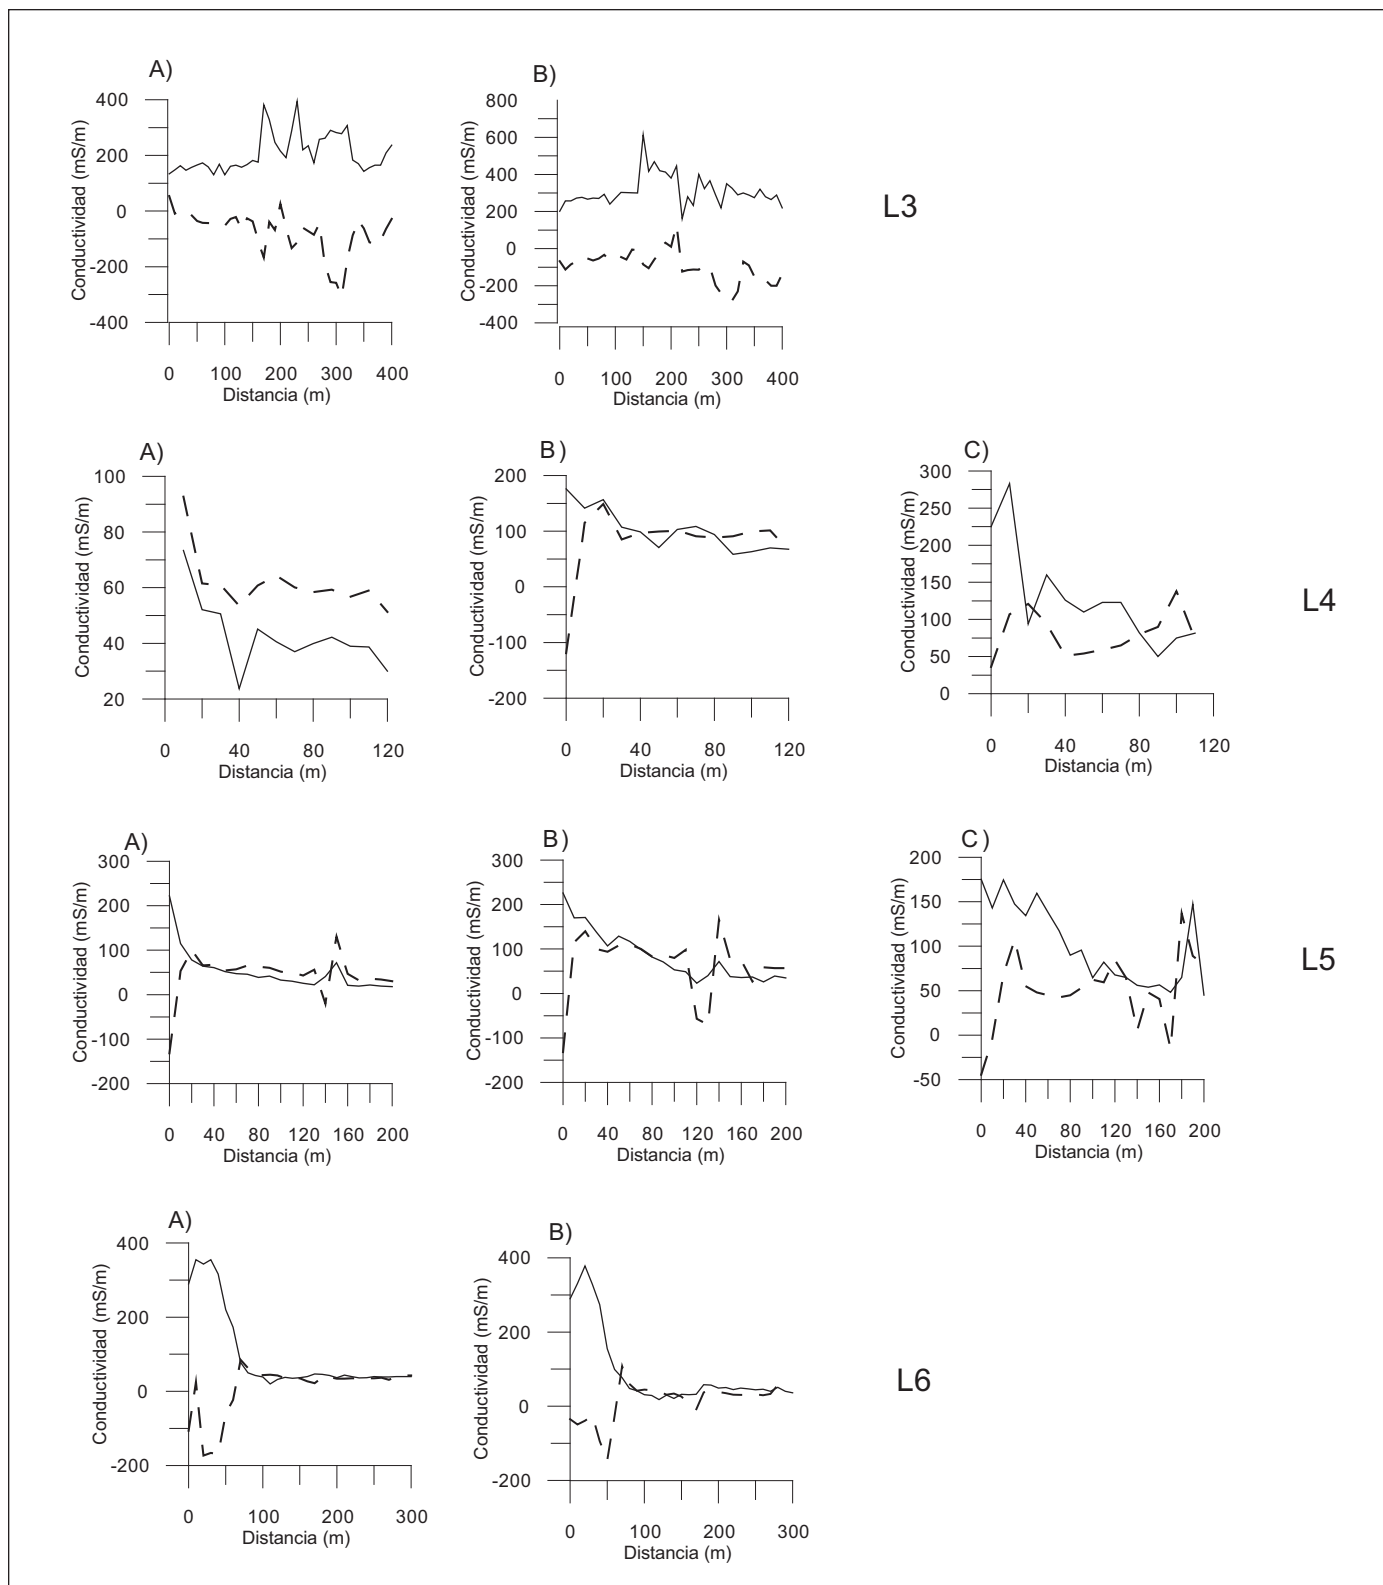 A)
B)
400
200
0
-200
-400
Conductividad (mS/m)
0 100 200 300 400
Distancia (m)
800
600
400
200
0
-200
-400
Conductividad (mS/m)
0 100 200 300 400
Distancia (m)
L3
A)
B)
C)
100
80
60
40
20
Conductividad (mS/m)
0 40 80 120
Distancia (m)
200
100
0
-100
-200
Conductividad (mS/m)
0 40 80 120
Distancia (m)
300
250
200
150
100
50
0
Conductividad (mS/m)
0 40 80 120
Distancia (m)
L4
A)
B)
C)
300
200
100
0
-100
-200
Conductividad (mS/m)
0 40 80 120 160 200
Distancia (m)
300
200
100
0
-100
-200
Conductividad (mS/m)
0 40 80 120 160 200
Distancia (m)
200
150
100
50
0
-50
Conductividad (mS/m)
0 40 80 120 160 200
Distancia (m)
L5
A)
B)
400
200
0
-200
Conductividad (mS/m)
0 100 200 300
Distancia (m)
400
200
0
-200
Conductividad (mS/m)
0 100 200 300
Distancia (m)
L6